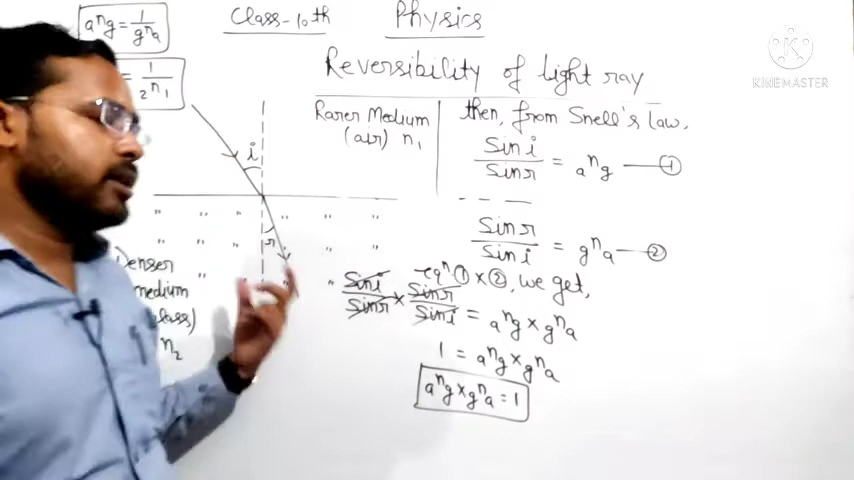 Class-10th Physics
Reversibility of light ray
ₐng = 1/gnₐ
= 1/₂n₁
Rarer Medium
(air) n₁
i
r
Denser
medium
n₂
then, from Snell's law,
Sin i / Sin r = ₐng — ①
Sin r / Sin i = gnₐ — ②
eqⁿ ① × ②, we get,
Sin i / Sin r × Sin r / Sin i = ₐng × gnₐ
1 = ₐng × gnₐ
ₐng × gnₐ = 1
KINEMASTER